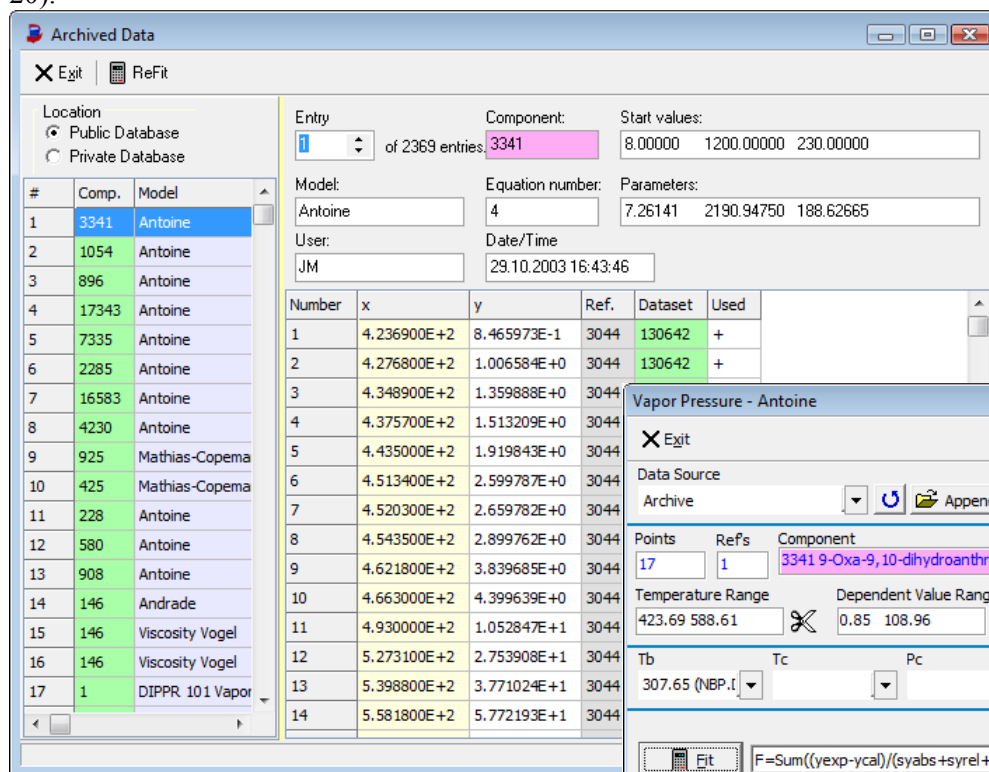 20).
Archived Data
Exit ReFit
Location
Public Database
Private Database
# Comp. Model
1 3341 Antoine
2 1054 Antoine
3 896 Antoine
4 17343 Antoine
5 7335 Antoine
6 2285 Antoine
7 16583 Antoine
8 4230 Antoine
9 925 Mathias-Copema
10 425 Mathias-Copema
11 228 Antoine
12 580 Antoine
13 908 Antoine
14 146 Andrade
15 146 Viscosity Vogel
16 146 Viscosity Vogel
17 1 DIPPR 101 Vapor
Entry Component: Start values:
1 of 2369 entries. 3341 8.00000 1200.00000 230.00000
Model: Equation number: Parameters:
Antoine 4 7.26141 2190.94750 188.62665
User: Date/Time
JM 29.10.2003 16:43:46
Number x y Ref. Dataset Used
1 4.236900E+2 8.465973E-1 3044 130642 +
2 4.276800E+2 1.006584E+0 3044 130642 +
3 4.348900E+2 1.359888E+0 3044
4 4.375700E+2 1.513209E+0 3044
5 4.435000E+2 1.919843E+0 3044
6 4.513400E+2 2.599787E+0 3044
7 4.520300E+2 2.659782E+0 3044
8 4.543500E+2 2.899762E+0 3044
9 4.621800E+2 3.839685E+0 3044
10 4.663000E+2 4.399639E+0 3044
11 4.930000E+2 1.052847E+1 3044
12 5.273100E+2 2.753908E+1 3044
13 5.398800E+2 3.771024E+1 3044
14 5.581800E+2 5.772193E+1 3044
Vapor Pressure - Antoine
Exit
Data Source
Archive Appen
Points Ref's Component
17 1 3341 9-Oxa-9,10-dihydroanthr
Temperature Range Dependent Value Rang
423.69 588.61 0.85 108.96
Tb Tc Pc
307.65 (NBP.
Fit F=Sum((yexp-ycal)/(syabs+syrel+